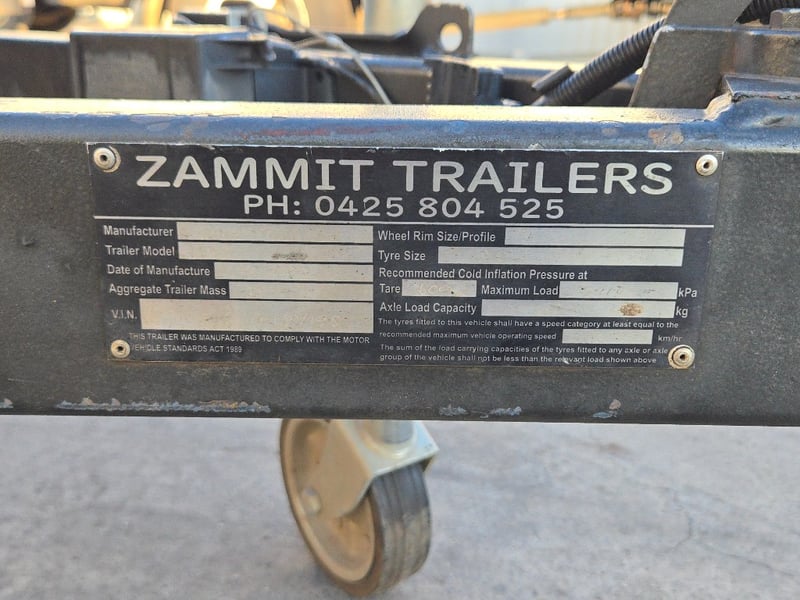 ZAMMIT TRAILERS
PH: 0425 804 525
Manufacturer
Trailer Model
Date of Manufacture
Aggregate Trailer Mass
V.I.N.
THIS TRAILER WAS MANUFACTURED TO COMPLY WITH THE MOTOR
VEHICLE STANDARDS ACT 1989
Wheel Rim Size/Profile
Tyre Size
Recommended Cold Inflation Pressure at
Tare Maximum Load kPa
Axle Load Capacity kg
The tyres fitted to this vehicle shall have a speed category at least equal to the
recommended maximum vehicle operating speed km/hr
The sum of the load carrying capacities of the tyres fitted to any axle or axle
group of the vehicle shall not be less than the relevant load shown above